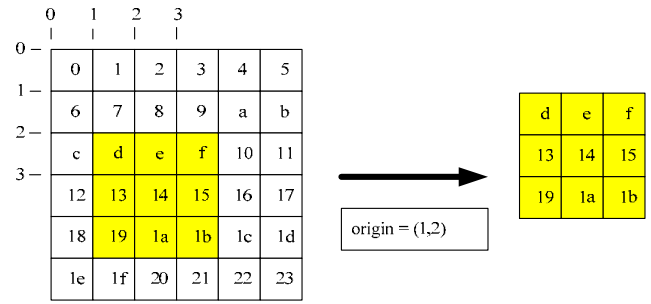 0 1 2 3
0
0 1 2 3 4 5
1
6 7 8 9 a b
2
c d e f 10 11
3
12 13 14 15 16 17
18 19 1a 1b 1c 1d
1e 1f 20 21 22 23
origin = (1,2)
d e f
13 14 15
19 1a 1b